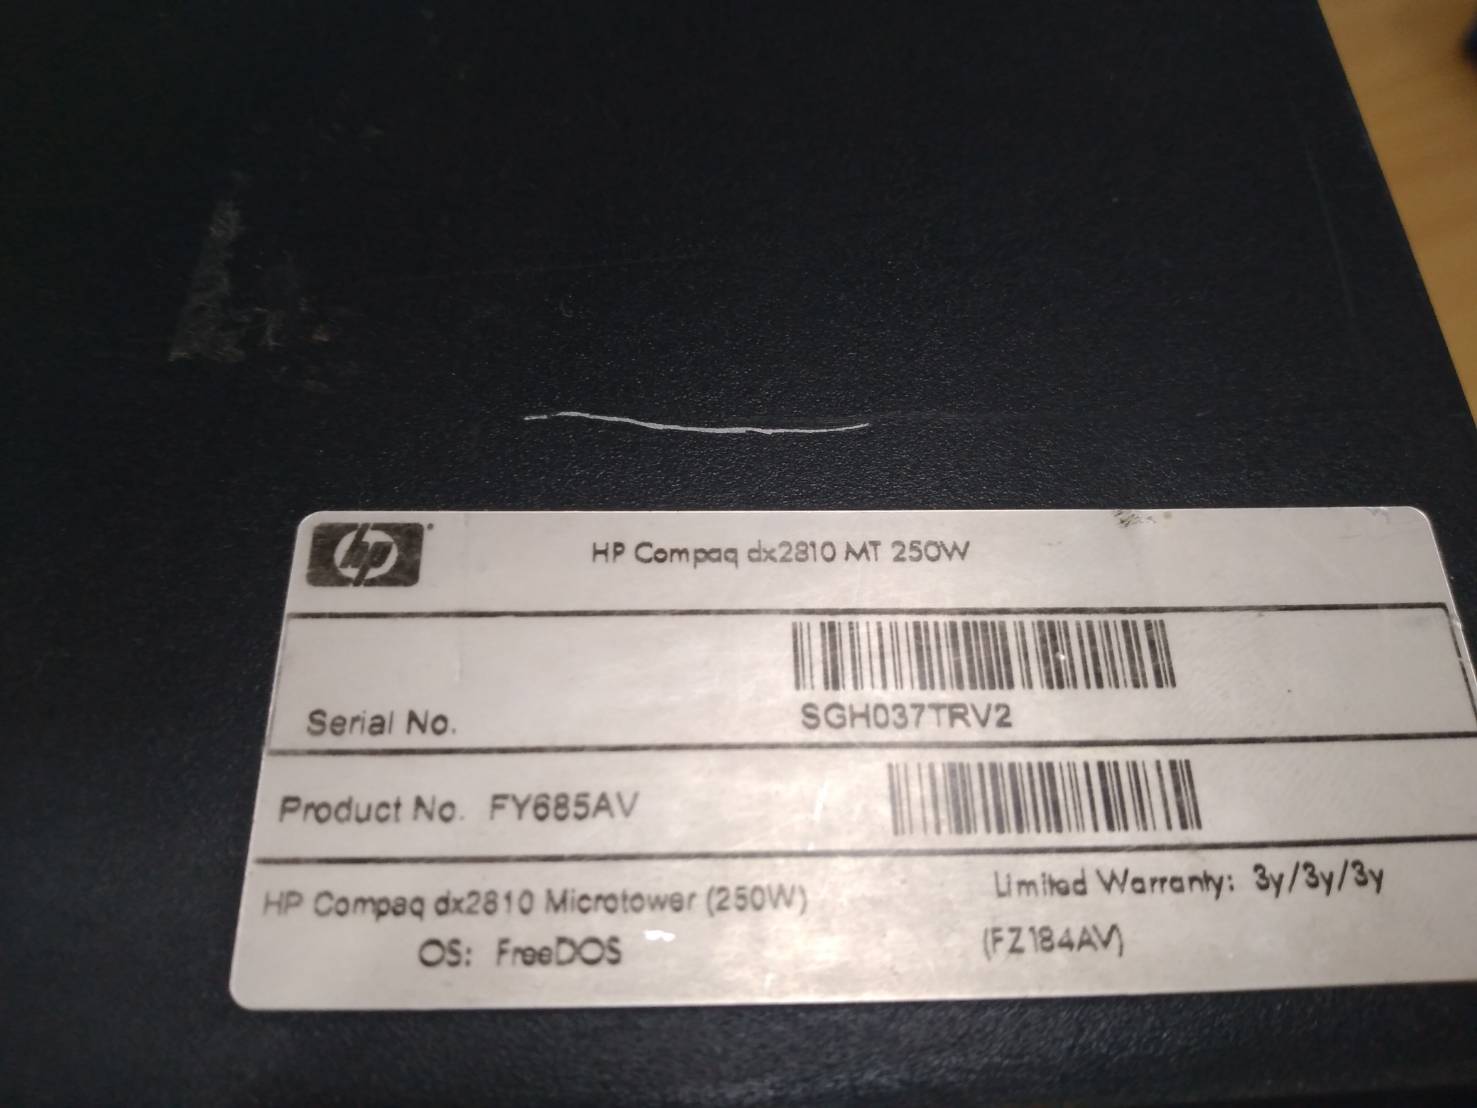 hp
HP Compaq dx2810 MT 250W
Serial No.
SGH037TRV2
Product No. FY685AV
HP Compaq dx2810 Microtower (250W)
Limited Warranty: 3y/3y/3y
OS: FreeDOS
(FZ184AV)